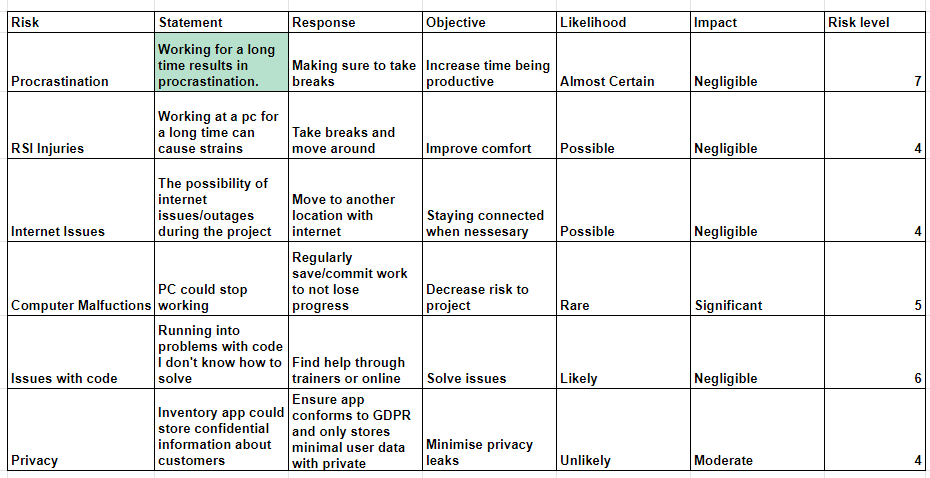 Risk Statement Response Objective Likelihood Impact Risk level
Procrastination
Working for a long
time results in
procrastination.
Making sure to take
breaks
Increase time being
productive
Almost Certain
Negligible
7
RSI Injuries
Working at a pc for
a long time can
cause strains
Take breaks and
move around
Improve comfort
Possible
Negligible
4
Internet Issues
The possibility of
internet
issues/outages
during the project
Move to another
location with
internet
Staying connected
when nessesary
Possible
Negligible
4
Computer Malfuctions
PC could stop
working
Regularly
save/commit work
to not lose
progress
Decrease risk to
project
Rare
Significant
5
Issues with code
Running into
problems with code
I don't know how to
solve
Find help through
trainers or online
Solve issues
Likely
Negligible
6
Privacy
Inventory app could
store confidential
information about
customers
Ensure app
conforms to GDPR
and only stores
minimal user data
with private
Minimise privacy
leaks
Unlikely
Moderate
4